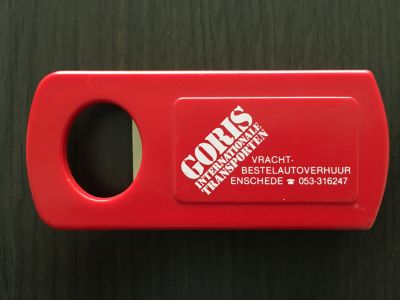 GORIS
INTERNATIONALE
TRANSPORTEN
VRACHT-
BESTELAUTOVERHUUR
ENSCHEDE ☎ 053-316247